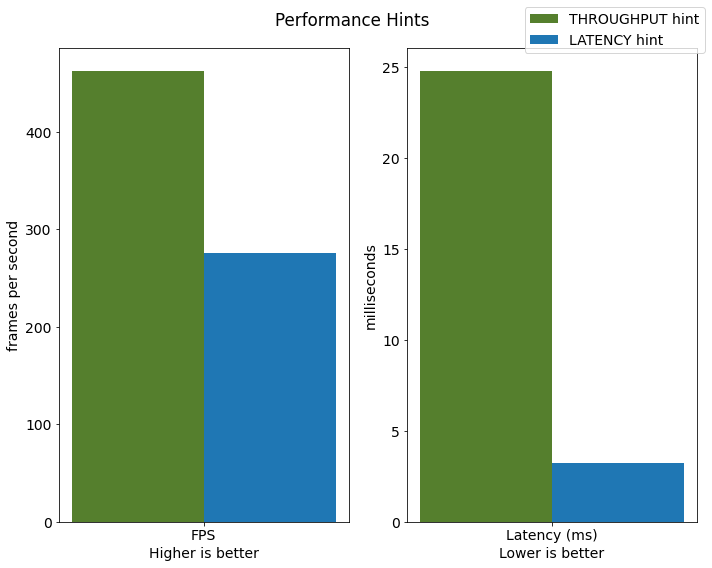 Performance Hints
THROUGHPUT hint
LATENCY hint
frames per second
400
300
200
100
0
FPS
Higher is better
milliseconds
25
20
15
10
5
0
Latency (ms)
Lower is better